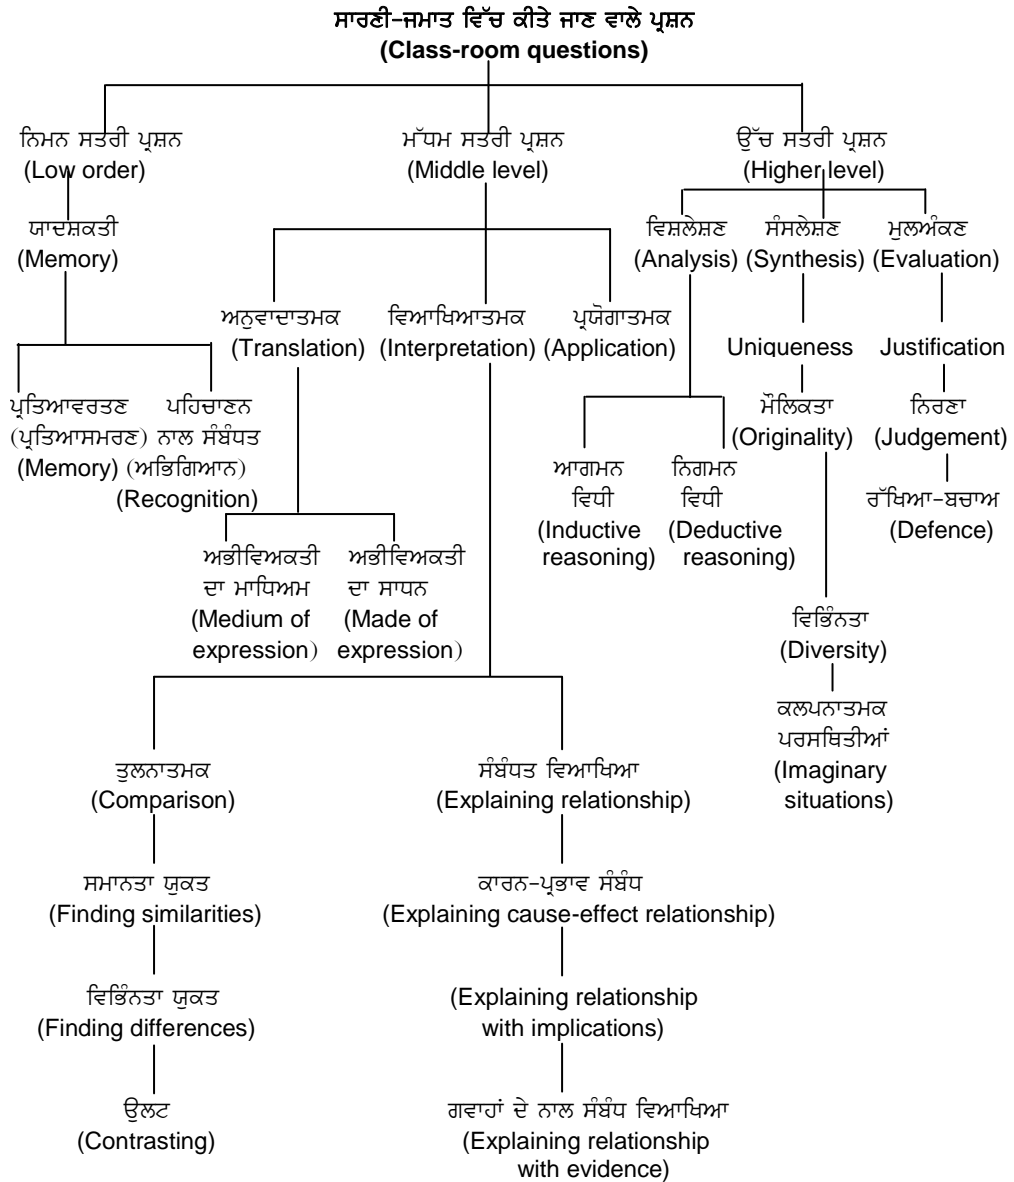 ਸਾਰਣੀ-ਜਮਾਤ ਵਿੱਚ ਕੀਤੇ ਜਾਣ ਵਾਲੇ ਪ੍ਰਸ਼ਨ
(Class-room questions)
ਨਿਮਨ ਸਤਰੀ ਪ੍ਰਸ਼ਨ
(Low order)
ਮੱਧਮ ਸਤਰੀ ਪ੍ਰਸ਼ਨ
(Middle level)
ਉੱਚ ਸਤਰੀ ਪ੍ਰਸ਼ਨ
(Higher level)
ਯਾਦਸ਼ਕਤੀ
(Memory)
ਵਿਸ਼ਲੇਸ਼ਣ
(Analysis)
ਸੰਸਲੇਸ਼ਣ
(Synthesis)
ਮੁਲਅੰਕਣ
(Evaluation)
ਅਨੁਵਾਦਾਤਮਕ
(Translation)
ਵਿਆਖਿਆਤਮਕ
(Interpretation)
ਪ੍ਰਯੋਗਾਤਮਕ
(Application)
Uniqueness
Justification
ਪ੍ਰਤਿਆਵਰਤਣ
(ਪ੍ਰਤਿਆਸਮਰਣ)
(Memory)
ਪਹਿਚਾਣਨ
ਨਾਲ ਸੰਬੰਧਤ
(ਅਭਿਗਿਆਨ)
(Recognition)
ਮੌਲਿਕਤਾ
(Originality)
ਨਿਰਣਾ
(Judgement)
ਆਗਮਨ
ਵਿਧੀ
(Inductive
reasoning)
ਨਿਗਮਨ
ਵਿਧੀ
(Deductive
reasoning)
ਰੱਖਿਆ-ਬਚਾਅ
(Defence)
ਅਭੀਵਿਅਕਤੀ
ਦਾ ਮਾਧਿਅਮ
(Medium of
expression)
ਅਭੀਵਿਅਕਤੀ
ਦਾ ਸਾਧਨ
(Made of
expression)
ਵਿਭਿੰਨਤਾ
(Diversity)
ਕਲਪਨਾਤਮਕ
ਪਰਸਥਿਤੀਆਂ
(Imaginary
situations)
ਤੁਲਨਾਤਮਕ
(Comparison)
ਸੰਬੰਧਤ ਵਿਆਖਿਆ
(Explaining relationship)
ਸਮਾਨਤਾ ਯੁਕਤ
(Finding similarities)
ਕਾਰਨ-ਪ੍ਰਭਾਵ ਸੰਬੰਧ
(Explaining cause-effect relationship)
ਵਿਭਿੰਨਤਾ ਯੁਕਤ
(Finding differences)
(Explaining relationship
with implications)
ਉਲਟ
(Contrasting)
ਗਵਾਹਾਂ ਦੇ ਨਾਲ ਸੰਬੰਧ ਵਿਆਖਿਆ
(Explaining relationship
with evidence)